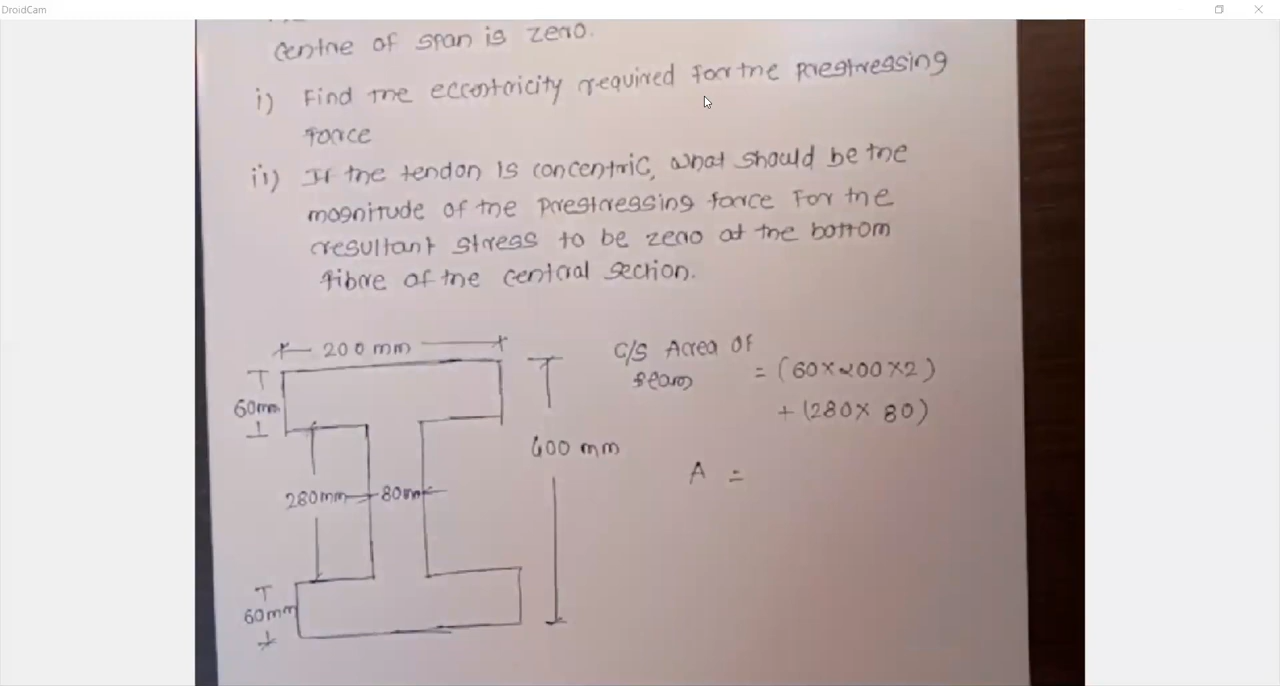 DroidCam
centre of span is zero.
i) Find the eccentricity required for the prestressing
force
ii) If the tendon is concentric, what should be the
magnitude of the prestressing force For the
resultant stress to be zero at the bottom
fibre of the central section.
200 mm
C/S Area of
Beam = (60×200×2)
60mm
+ (280× 80)
400 mm
A =
280mm 80m
60mm